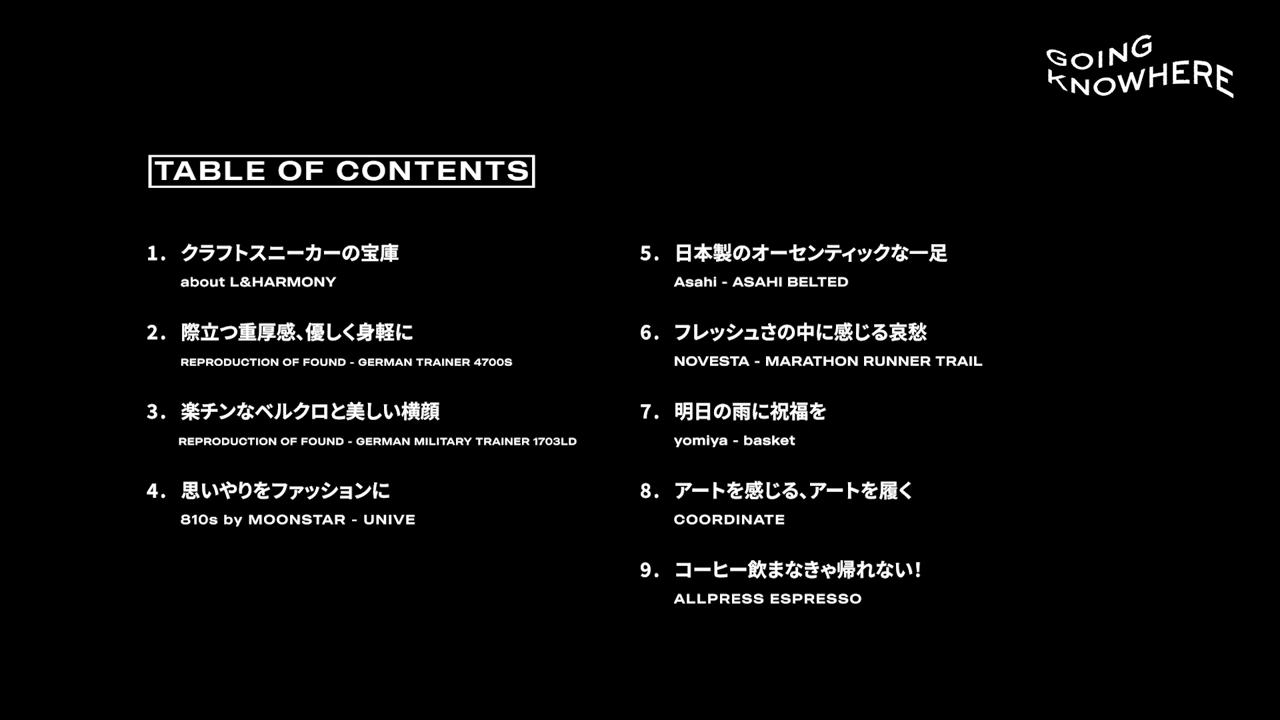 GOING
KNOWHERE
TABLE OF CONTENTS
1. クラフトスニーカーの宝庫
about L&HARMONY
2. 際立つ重厚感、優しく身軽に
REPRODUCTION OF FOUND - GERMAN TRAINER 4700S
3. 楽チンなベルクロと美しい横顔
REPRODUCTION OF FOUND - GERMAN MILITARY TRAINER 1703LD
4. 思いやりをファッションに
810s by MOONSTAR - UNIVE
5. 日本製のオーセンティックな一足
Asahi - ASAHI BELTED
6. フレッシュさの中に感じる哀愁
NOVESTA - MARATHON RUNNER TRAIL
7. 明日の雨に祝福を
yomiya - basket
8. アートを感じる、アートを履く
COORDINATE
9. コーヒー飲まなきゃ帰れない!
ALLPRESS ESPRESSO